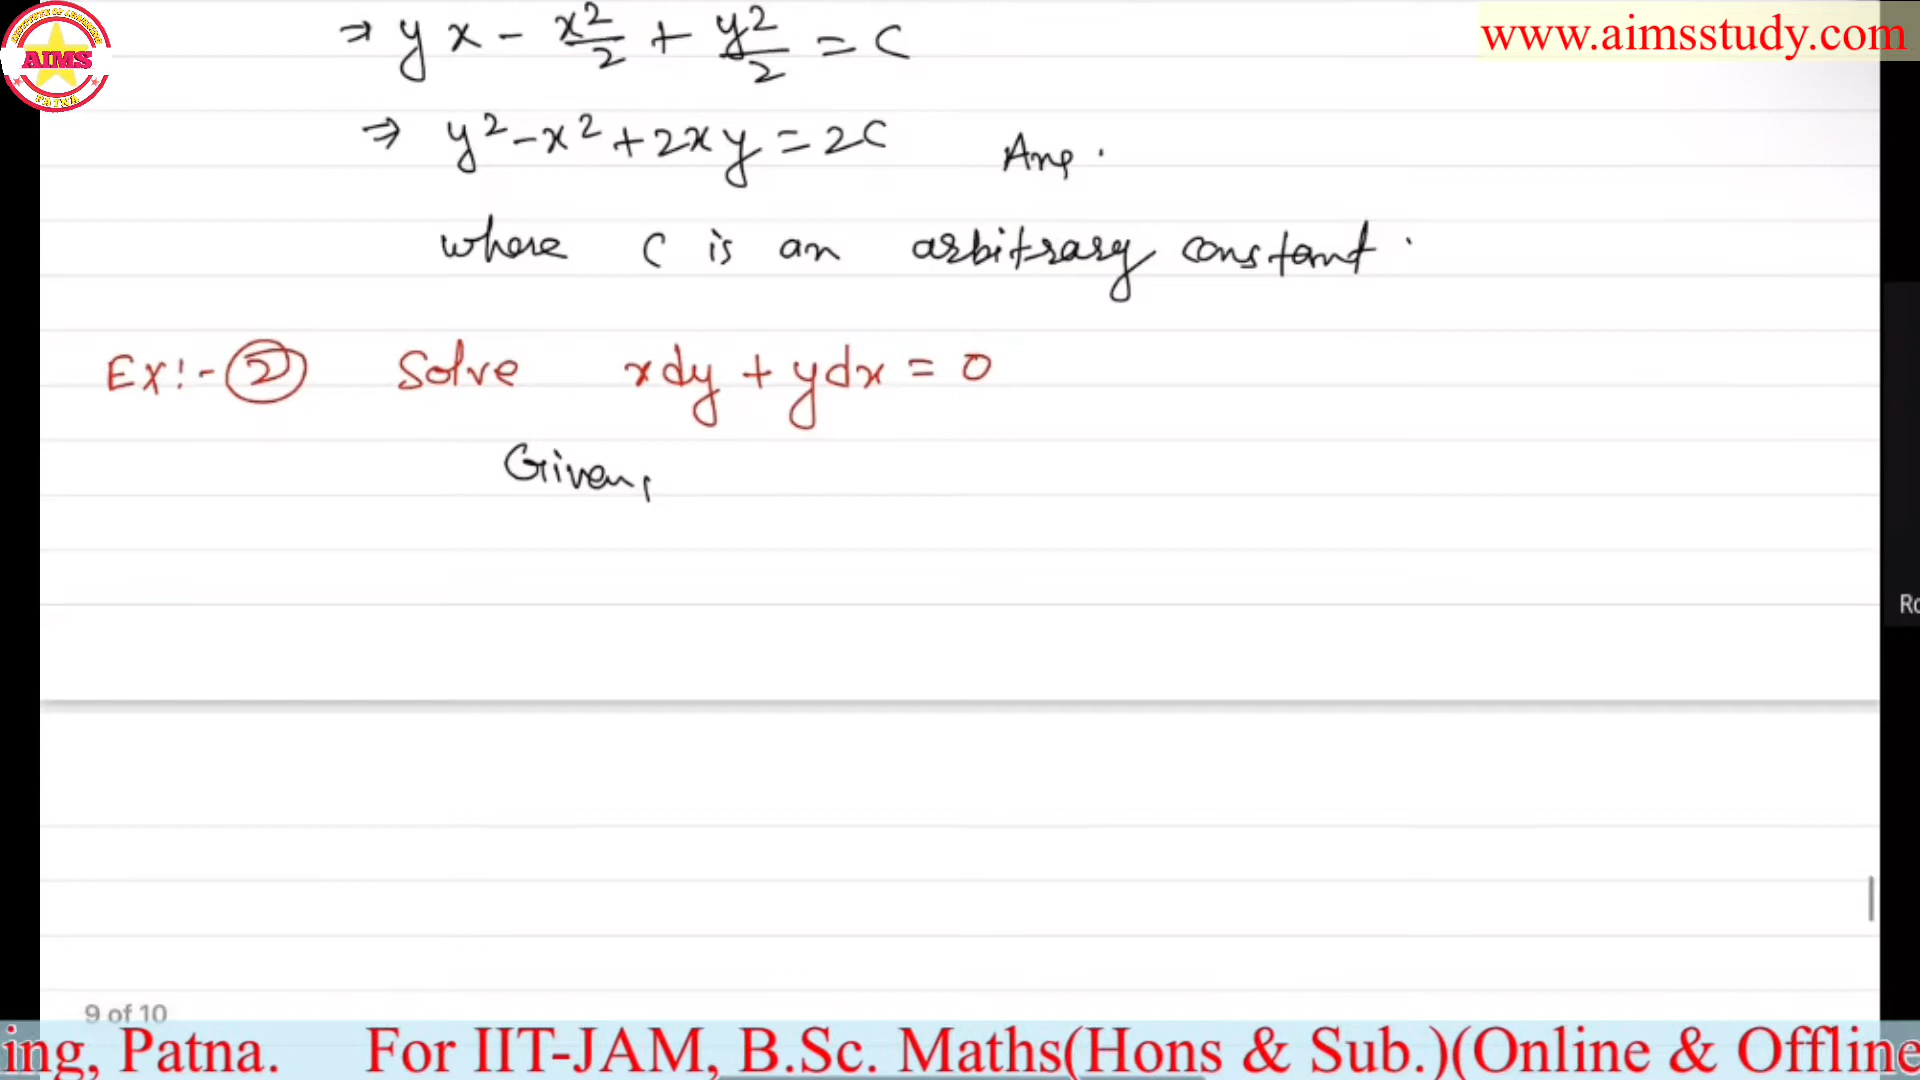 www.aimsstudy.com
AIMS
PATNA
⇒ yx - x²/2 + y²/2 = C
⇒ y² - x² + 2xy = 2C Ans.
where C is an arbitrary constant.
Ex:- ② Solve xdy + ydx = 0
Given,
Ro
9 of 10
ing, Patna. For IIT-JAM, B.Sc. Maths(Hons & Sub.)(Online & Offline